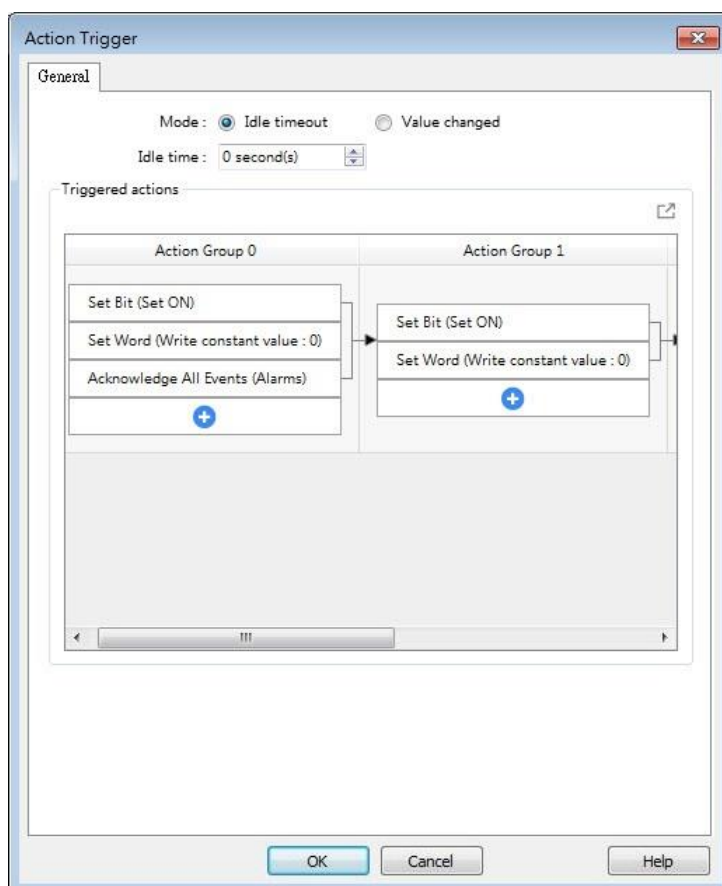 Action Trigger
General
Mode : Idle timeout Value changed
Idle time : 0 second(s)
Triggered actions
Action Group 0 Action Group 1
Set Bit (Set ON)
Set Word (Write constant value : 0)
Acknowledge All Events (Alarms)
Set Bit (Set ON)
Set Word (Write constant value : 0)
OK Cancel Help